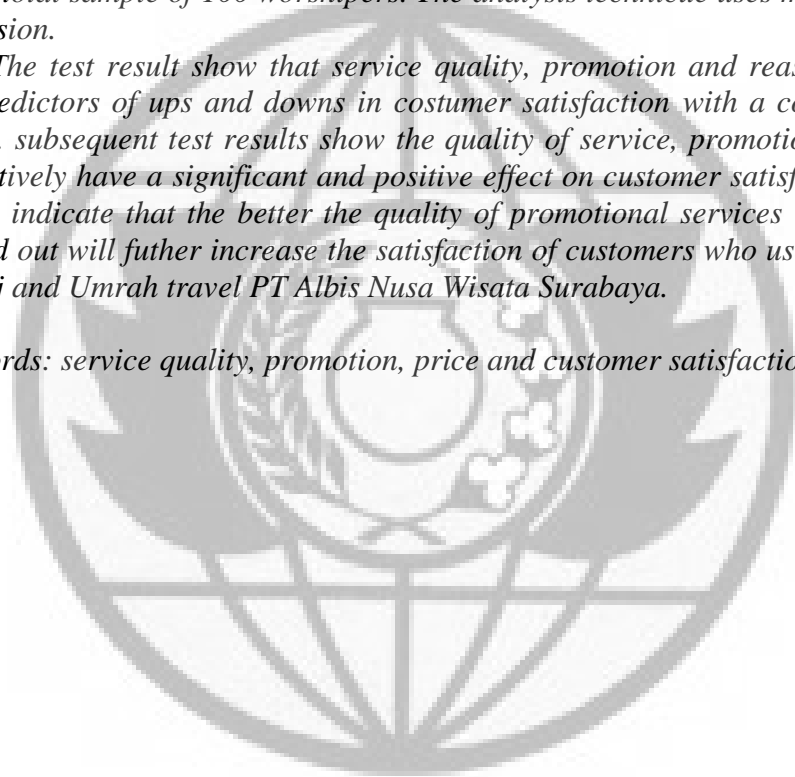 total sample of 100 worshipers. The analysis technique uses m
sion.
The test result show that service quality, promotion and reas
edictors of ups and downs in costumer satisfaction with a c
subsequent test results show the quality of service, promotio
tively have a significant and positive effect on customer satisf
indicate that the better the quality of promotional services
d out will futher increase the satisfaction of customers who us
j and Umrah travel PT Albis Nusa Wisata Surabaya.
rds: service quality, promotion, price and customer satisfactio